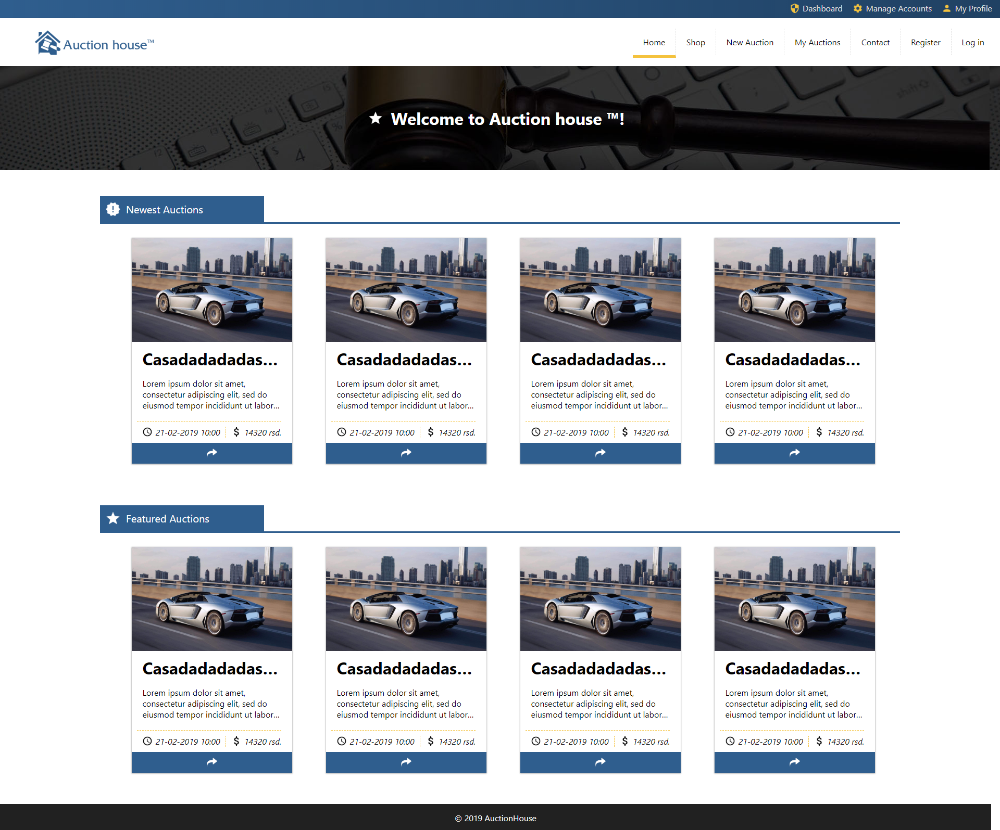 Dashboard Manage Accounts My Profile
Auction house™
Home Shop New Auction My Auctions Contact Register Log in
Welcome to Auction house ™!
Newest Auctions
Casadadadadas...
Lorem ipsum dolor sit amet,
consectetur adipiscing elit, sed do
eiusmod tempor incididunt ut labor...
21-02-2019 10:00 $ 14320 rsd.
Casadadadadas...
Lorem ipsum dolor sit amet,
consectetur adipiscing elit, sed do
eiusmod tempor incididunt ut labor...
21-02-2019 10:00 $ 14320 rsd.
Casadadadadas...
Lorem ipsum dolor sit amet,
consectetur adipiscing elit, sed do
eiusmod tempor incididunt ut labor...
21-02-2019 10:00 $ 14320 rsd.
Casadadadadas...
Lorem ipsum dolor sit amet,
consectetur adipiscing elit, sed do
eiusmod tempor incididunt ut labor...
21-02-2019 10:00 $ 14320 rsd.
Featured Auctions
Casadadadadas...
Lorem ipsum dolor sit amet,
consectetur adipiscing elit, sed do
eiusmod tempor incididunt ut labor...
21-02-2019 10:00 $ 14320 rsd.
Casadadadadas...
Lorem ipsum dolor sit amet,
consectetur adipiscing elit, sed do
eiusmod tempor incididunt ut labor...
21-02-2019 10:00 $ 14320 rsd.
Casadadadadas...
Lorem ipsum dolor sit amet,
consectetur adipiscing elit, sed do
eiusmod tempor incididunt ut labor...
21-02-2019 10:00 $ 14320 rsd.
Casadadadadas...
Lorem ipsum dolor sit amet,
consectetur adipiscing elit, sed do
eiusmod tempor incididunt ut labor...
21-02-2019 10:00 $ 14320 rsd.
© 2019 AuctionHouse